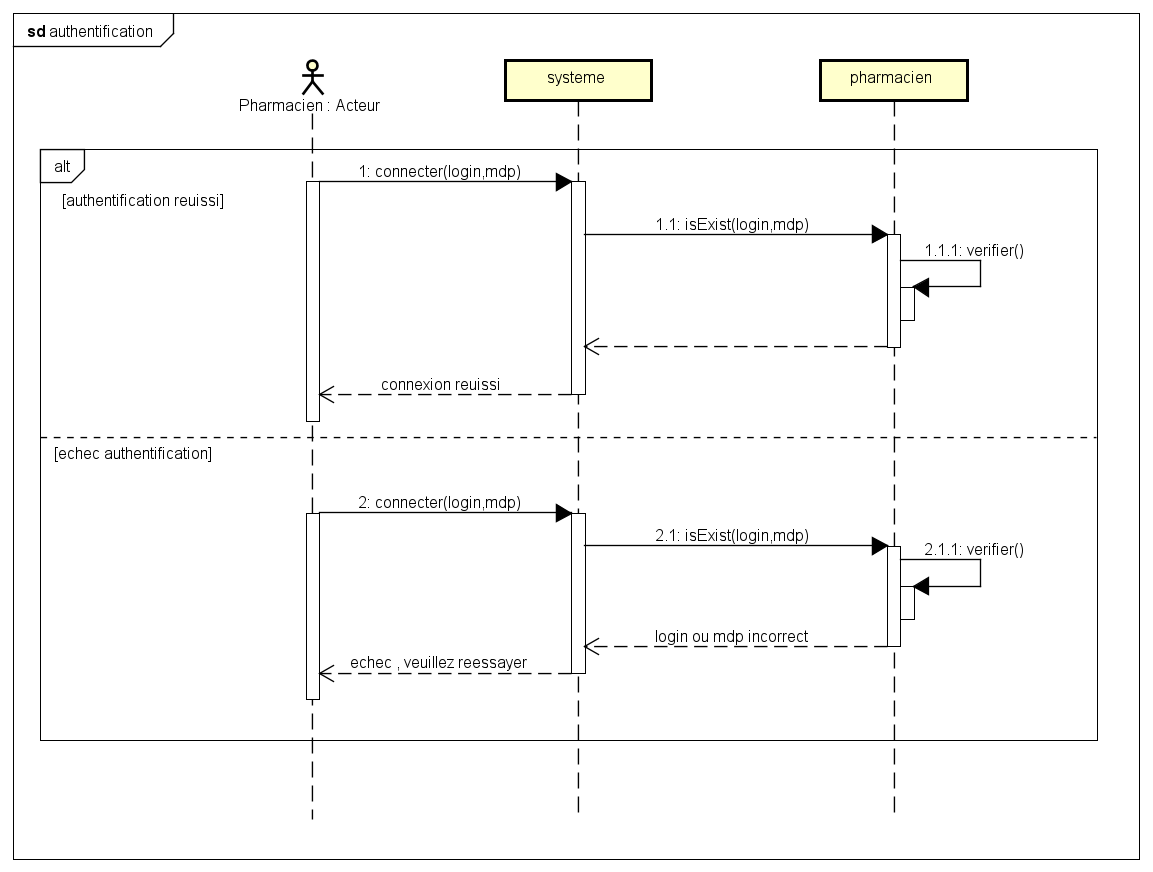 sd authentification
Pharmacien : Acteur
systeme
pharmacien
alt
1: connecter(login,mdp)
[authentification reuissi]
1.1: isExist(login,mdp)
1.1.1: verifier()
connexion reuissi
[echec authentification]
2: connecter(login,mdp)
2.1: isExist(login,mdp)
2.1.1: verifier()
login ou mdp incorrect
echec , veuillez reessayer